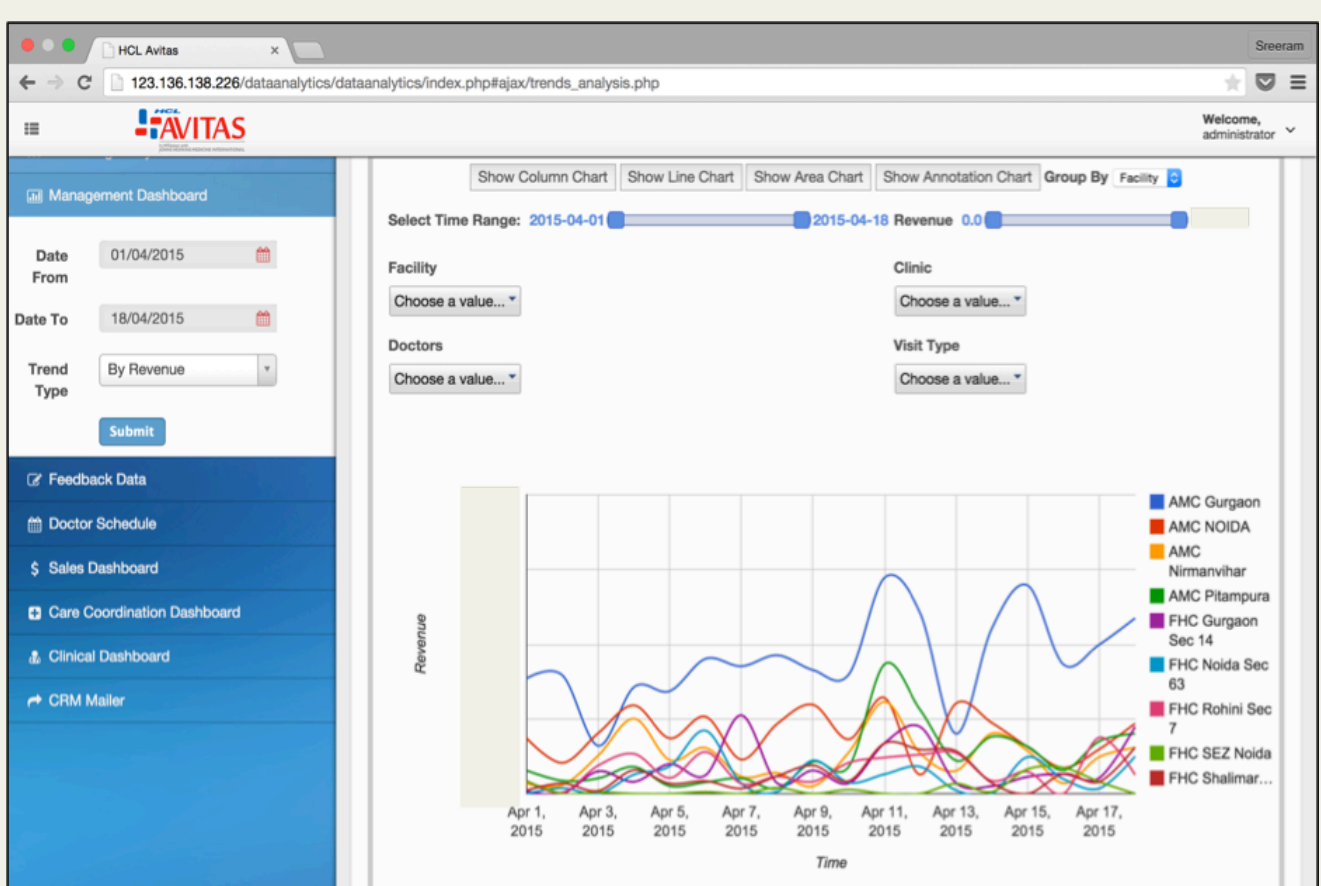 HCL Avitas
Sreeram
123.136.138.226/dataanalytics/dataanalytics/index.php#ajax/trends_analysis.php
HCL
AVITAS
Welcome,
administrator
Management Dashboard
Date From
01/04/2015
Date To
18/04/2015
Trend Type
By Revenue
Submit
Feedback Data
Doctor Schedule
Sales Dashboard
Care Coordination Dashboard
Clinical Dashboard
CRM Mailer
Show Column Chart Show Line Chart Show Area Chart Show Annotation Chart Group By Facility
Select Time Range: 2015-04-01 2015-04-18 Revenue 0.0
Facility
Clinic
Choose a value...
Choose a value...
Doctors
Visit Type
Choose a value...
Choose a value...
Revenue
AMC Gurgaon
AMC NOIDA
AMC
Nirmanvihar
AMC Pitampura
FHC Gurgaon
Sec 14
FHC Noida Sec
63
FHC Rohini Sec
7
FHC SEZ Noida
FHC Shalimar...
Apr 1, Apr 3, Apr 5, Apr 7, Apr 9, Apr 11, Apr 13, Apr 15, Apr 17,
2015 2015 2015 2015 2015 2015 2015 2015 2015
Time